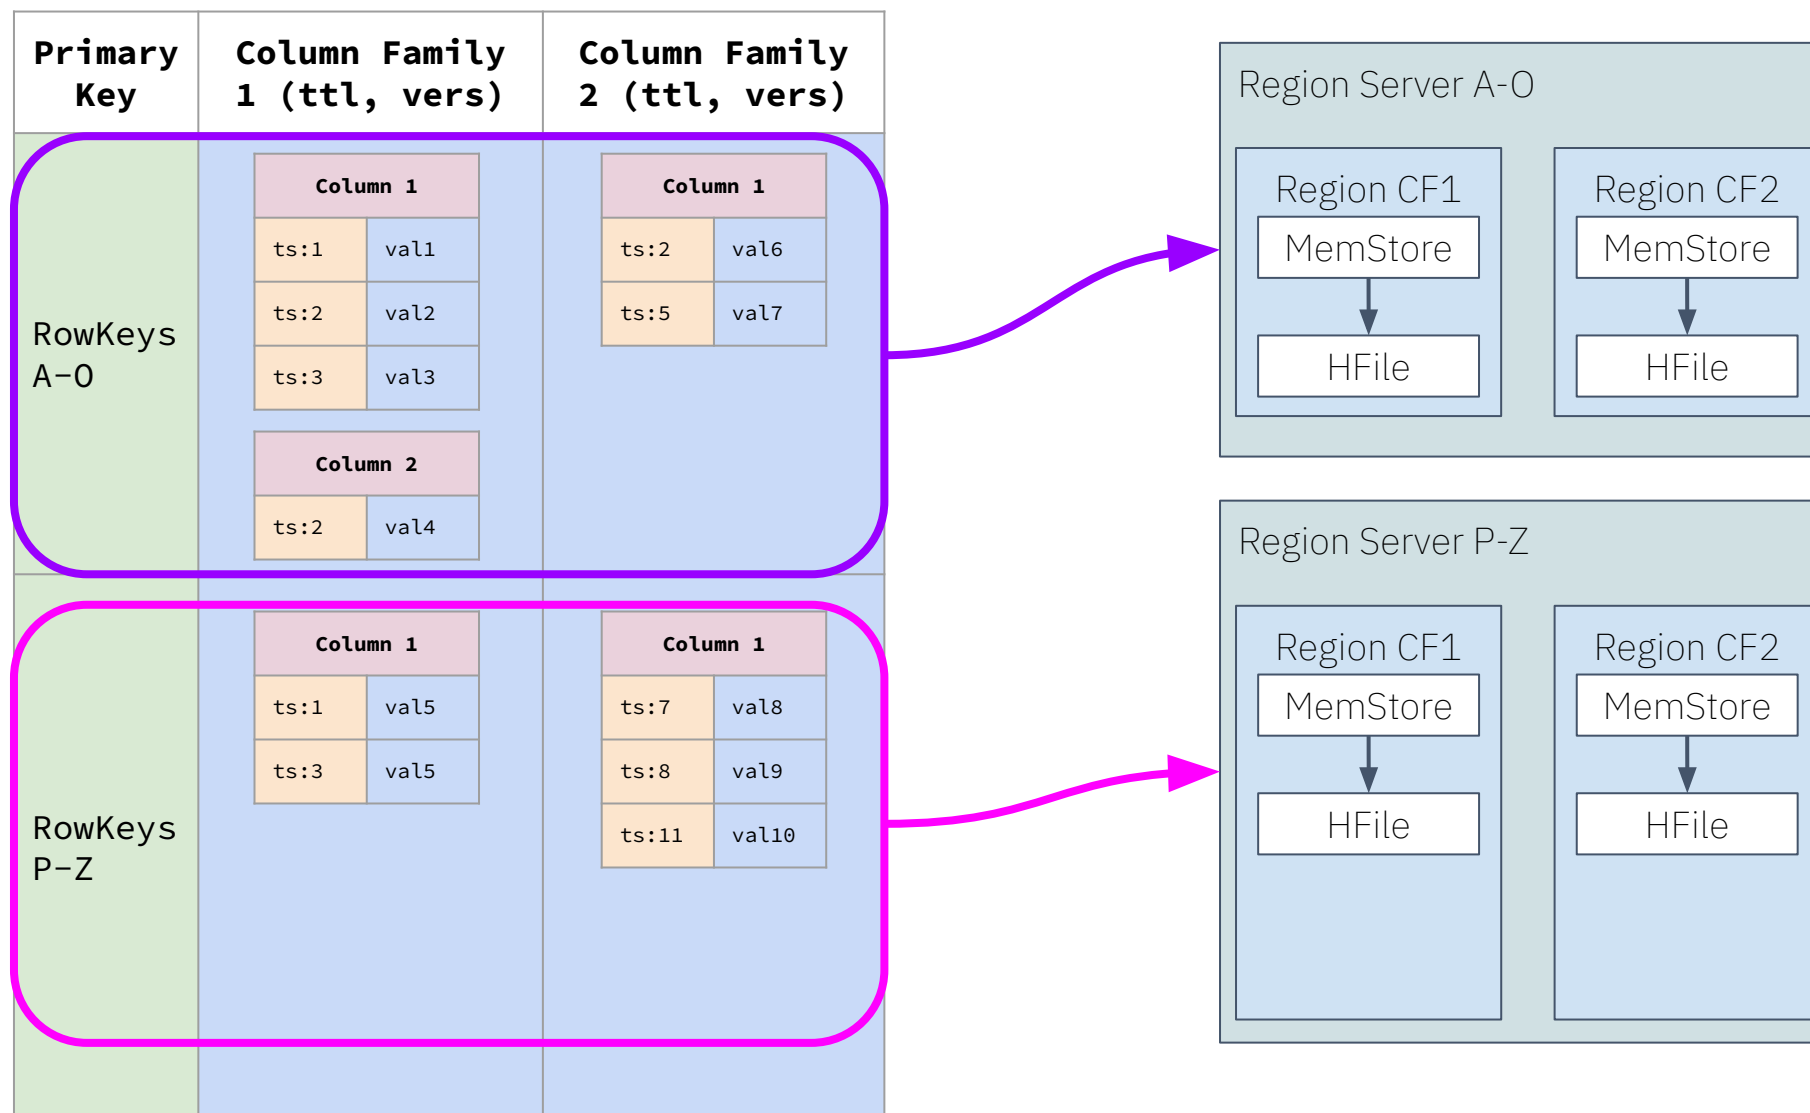 Primary
Key
Column Family
1 (ttl, vers)
Column Family
2 (ttl, vers)
RowKeys
A-O
Column 1
ts:1 val1
ts:2 val2
ts:3 val3
Column 2
ts:2 val4
Column 1
ts:2 val6
ts:5 val7
RowKeys
P-Z
Column 1
ts:1 val5
ts:3 val5
Column 1
ts:7 val8
ts:8 val9
ts:11 val10
Region Server A-O
Region CF1
MemStore
HFile
Region CF2
MemStore
HFile
Region Server P-Z
Region CF1
MemStore
HFile
Region CF2
MemStore
HFile